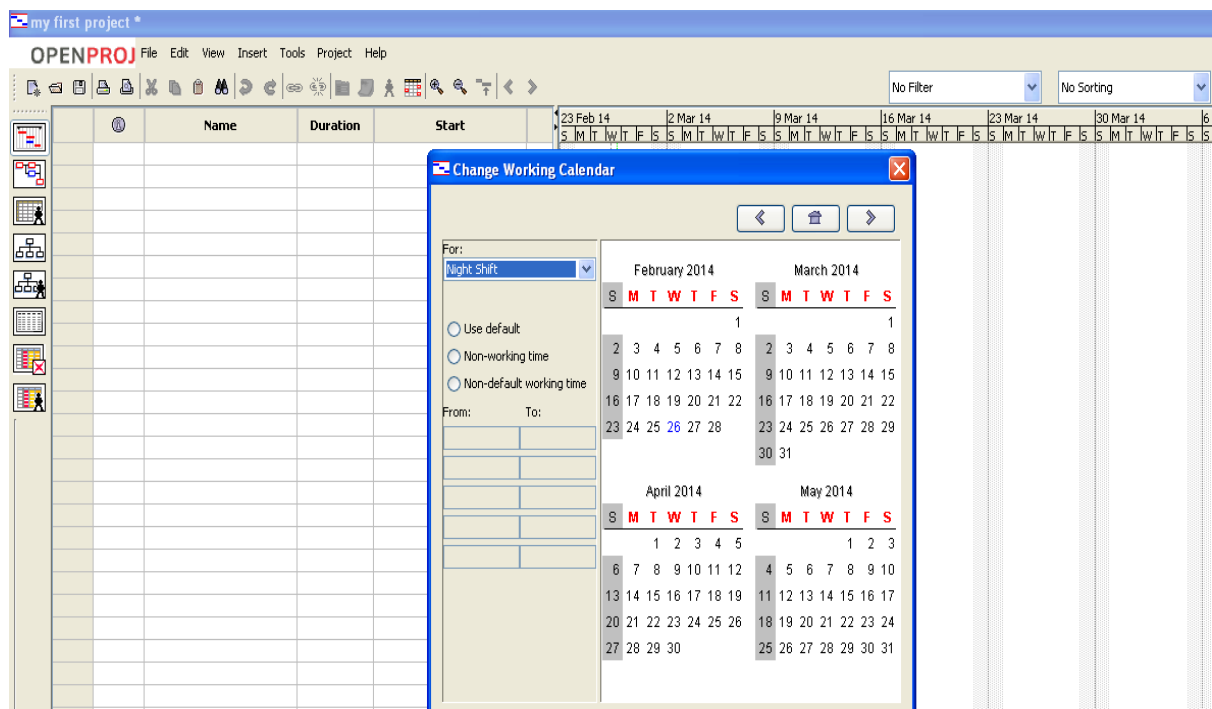 my first project *
OPENPROJ File Edit View Insert Tools Project Help
No Filter No Sorting
Name Duration Start
23 Feb 14 2 Mar 14 9 Mar 14 16 Mar 14 23 Mar 14 30 Mar 14 6
S M T W T F S S M T W T F S S M T W T F S S M T W T F S S M T W T F S S M T W T F S S
Change Working Calendar
For:
Night Shift
Use default
Non-working time
Non-default working time
From: To:
February 2014
S M T W T F S
1
2 3 4 5 6 7 8
9 10 11 12 13 14 15
16 17 18 19 20 21 22
23 24 25 26 27 28
March 2014
S M T W T F S
1
2 3 4 5 6 7 8
9 10 11 12 13 14 15
16 17 18 19 20 21 22
23 24 25 26 27 28 29
30 31
April 2014
S M T W T F S
1 2 3 4 5
6 7 8 9 10 11 12
13 14 15 16 17 18 19
20 21 22 23 24 25 26
27 28 29 30
May 2014
S M T W T F S
1 2 3
4 5 6 7 8 9 10
11 12 13 14 15 16 17
18 19 20 21 22 23 24
25 26 27 28 29 30 31